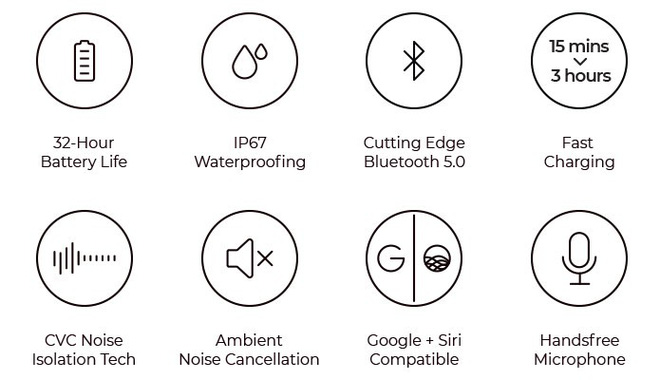 15 mins
3 hours
32-Hour
Battery Life
IP67
Waterproofing
Cutting Edge
Bluetooth 5.0
Fast
Charging
G
CVC Noise
Isolation Tech
Ambient
Noise Cancellation
Google + Siri
Compatible
Handsfree
Microphone